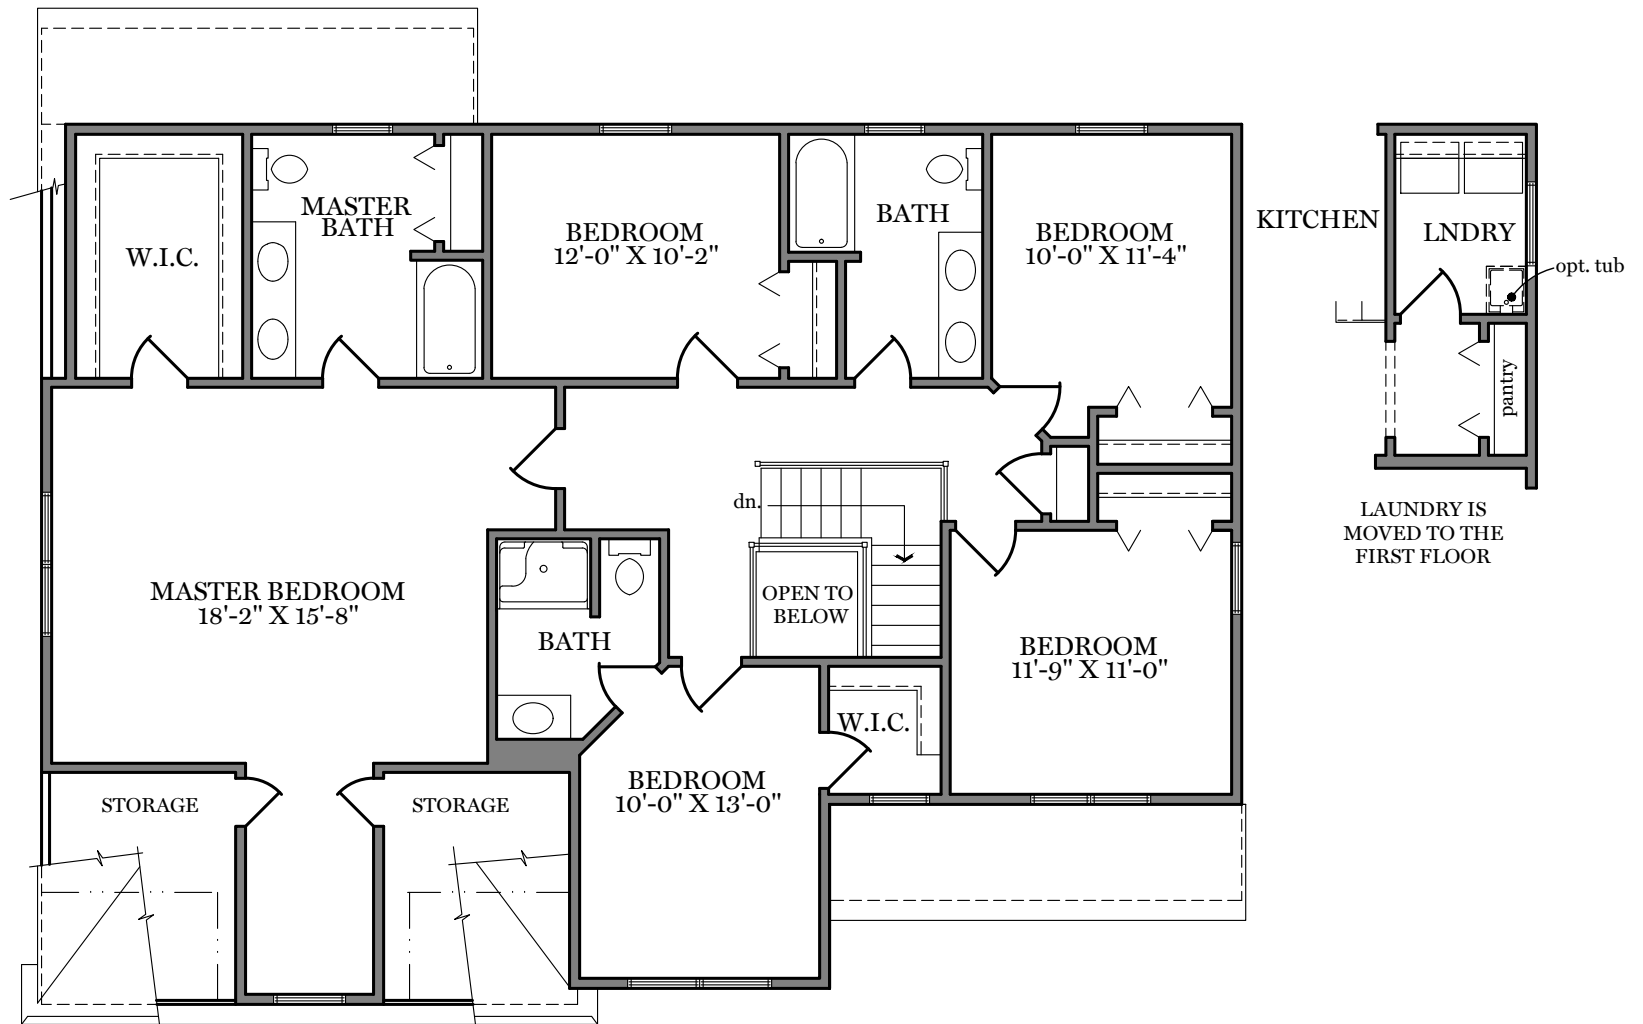 MASTER
BATH
W.I.C.
BEDROOM
12'-0" X 10'-2"
BATH
BEDROOM
10'-0" X 11'-4"
KITCHEN
LNDRY
opt. tub
pantry
LAUNDRY IS
MOVED TO THE
FIRST FLOOR
dn.
MASTER BEDROOM
18'-2" X 15'-8"
OPEN TO
BELOW
BATH
BEDROOM
11'-9" X 11'-0"
W.I.C.
BEDROOM
10'-0" X 13'-0"
STORAGE
STORAGE